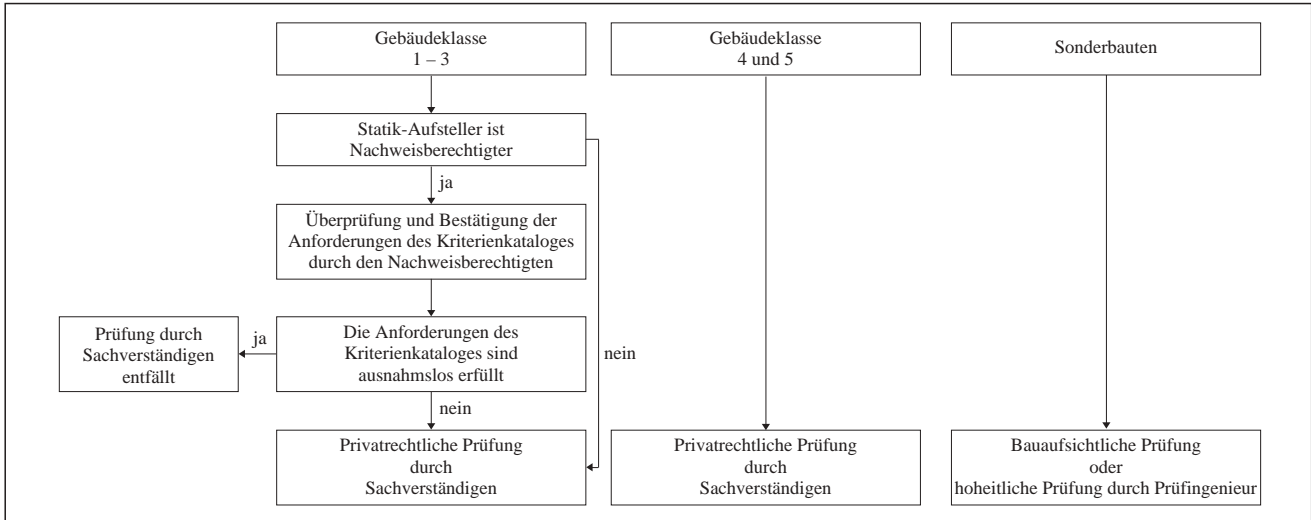 Gebäudeklasse
1 – 3
Gebäudeklasse
4 und 5
Sonderbauten
Statik-Aufsteller ist
Nachweisberechtigter
ja
Überprüfung und Bestätigung der
Anforderungen des Kriterienkataloges
durch den Nachweisberechtigten
Prüfung durch
Sachverständigen
entfällt
ja
Die Anforderungen des
Kriterienkataloges sind
ausnahmslos erfüllt
nein
nein
Privatrechtliche Prüfung
durch
Sachverständigen
Privatrechtliche Prüfung
durch
Sachverständigen
Bauaufsichtliche Prüfung
oder
hoheitliche Prüfung durch Prüfingenieur